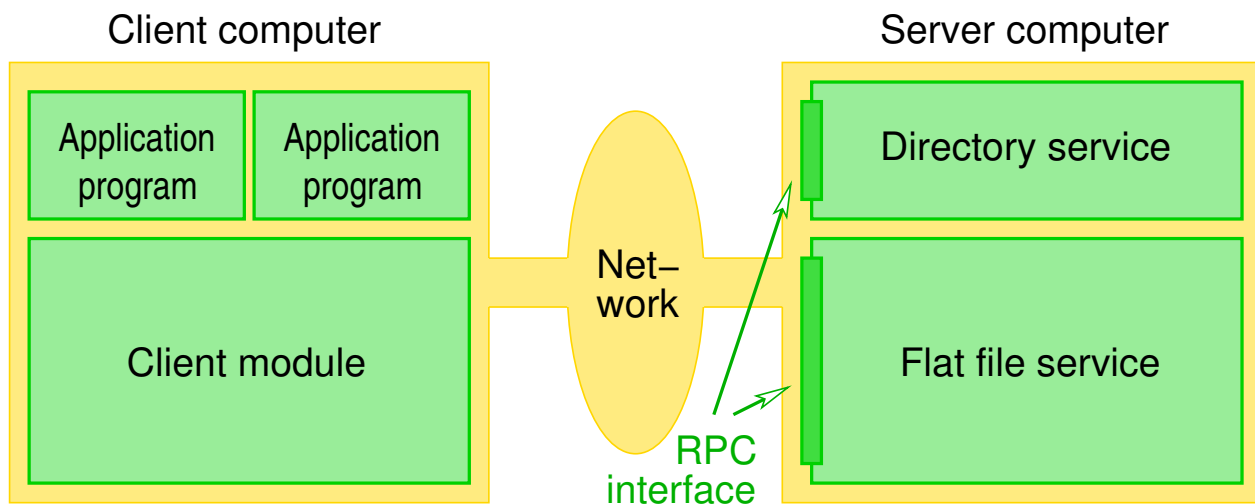 Client computer
Server computer
Application
program
Application
program
Directory service
Net–
work
Client module
Flat file service
RPC
interface